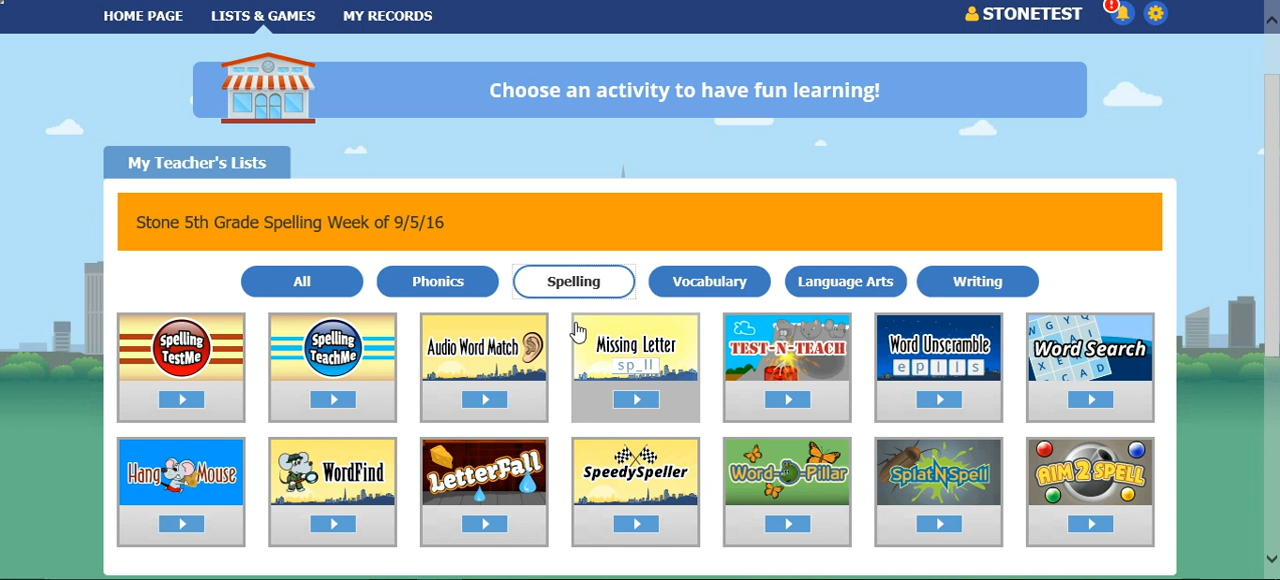 HOME PAGE LISTS & GAMES MY RECORDS STONETEST !
Choose an activity to have fun learning!
My Teacher's Lists
Stone 5th Grade Spelling Week of 9/5/16
All Phonics Spelling Vocabulary Language Arts Writing
Spelling TestMe
Spelling TeachMe
Audio Word Match
Missing Letter
sp_ll
TEST-N-TEACH
Word Unscramble
e p l l s
Word Search
Hang Mouse
WordFind
LetterFall
SpeedySpeller
Word-O-Pillar
SplatNSpell
AIM 2 SPELL